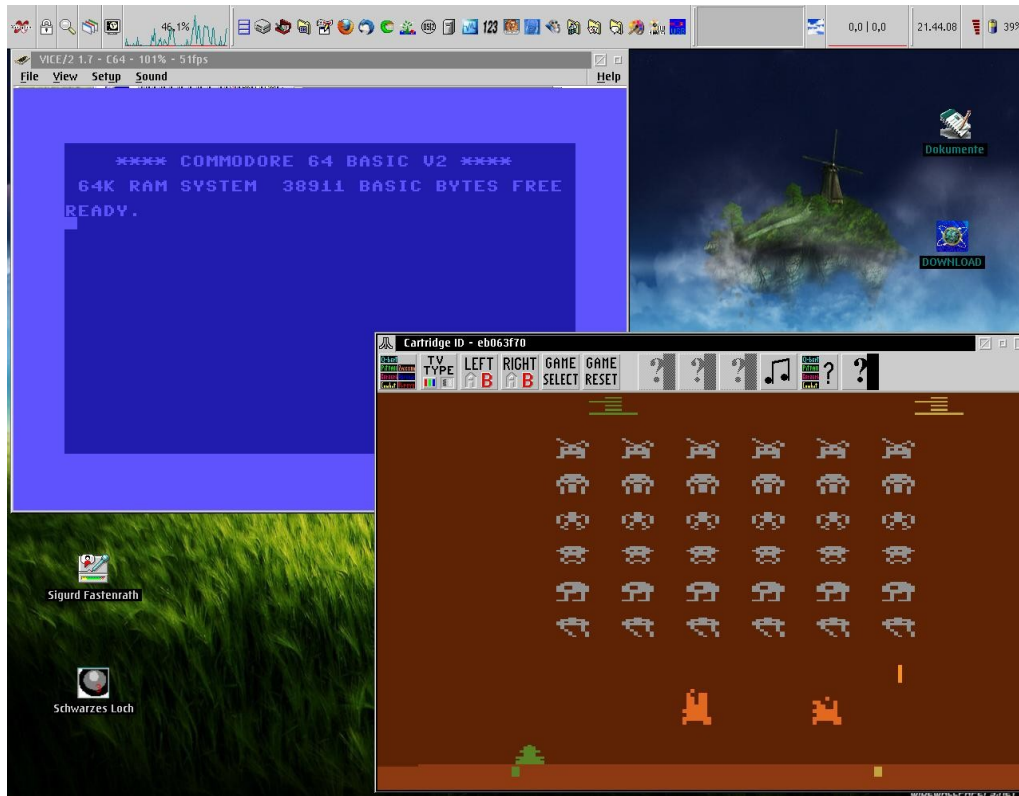 46,1%
123
0,0 | 0,0
21.44.08
39%
VICE/2 1.7 - C64 - 101% - 51fps
File View Setup Sound Help
**** COMMODORE 64 BASIC V2 ****
64K RAM SYSTEM 38911 BASIC BYTES FREE
READY.
Dokumente
DOWNLOAD
Cartridge ID - eb063f70
TV TYPE
LEFT A B
RIGHT A B
GAME SELECT
GAME RESET
? ? ? ? ?
Sigurd Fastenrath
Schwarzes Loch